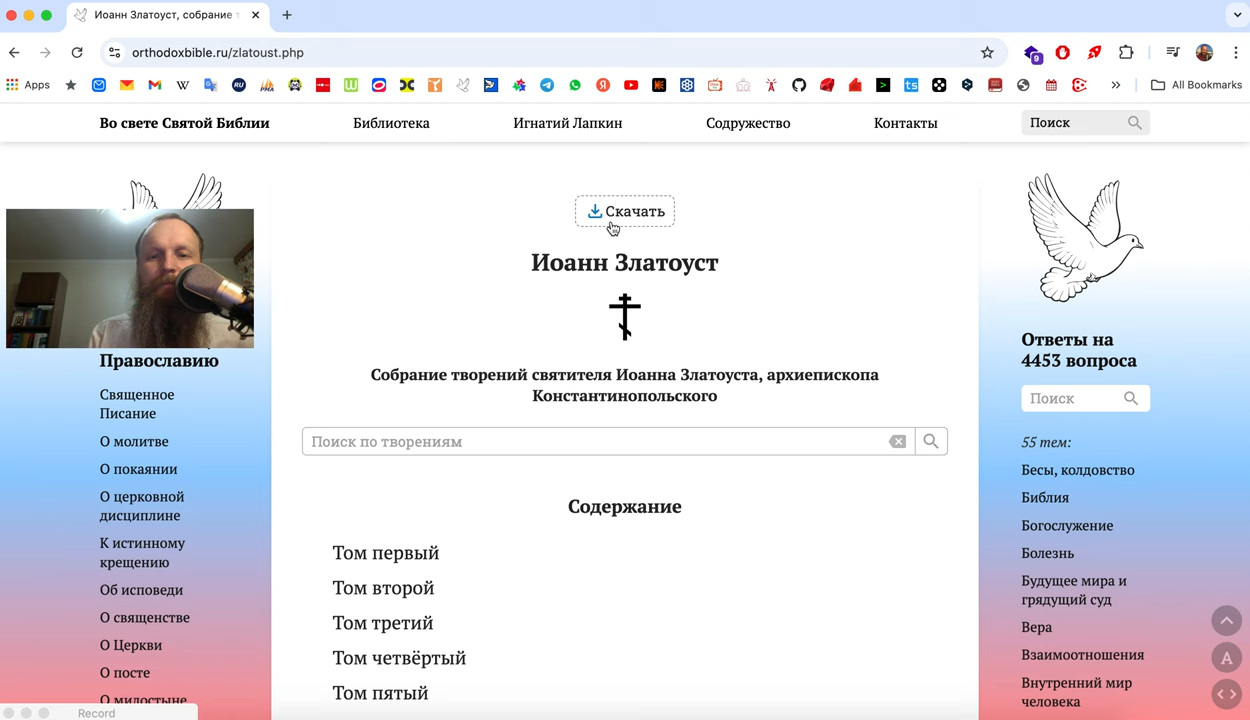 Иоанн Златоуст, собрание т
orthodoxbible.ru/zlatoust.php
9
Apps
W
RU
All Bookmarks
Во свете Святой Библии
Библиотека
Игнатий Лапкин
Содружество
Контакты
Поиск
Скачать
Иоанн Златоуст
Собрание творений святителя Иоанна Златоуста, архиепископа
Константинопольского
Поиск по творениям
Содержание
Том первый
Том второй
Том третий
Том четвёртый
Том пятый
Православию
Священное
Писание
О молитве
О покаянии
О церковной
дисциплине
К истинному
крещению
Об исповеди
О священстве
О Церкви
О посте
О милостыне
Record
Ответы на
4453 вопроса
Поиск
55 тем:
Бесы, колдовство
Библия
Богослужение
Болезнь
Будущее мира и
грядущий суд
Вера
Взаимоотношения
Внутренний мир
человека
A